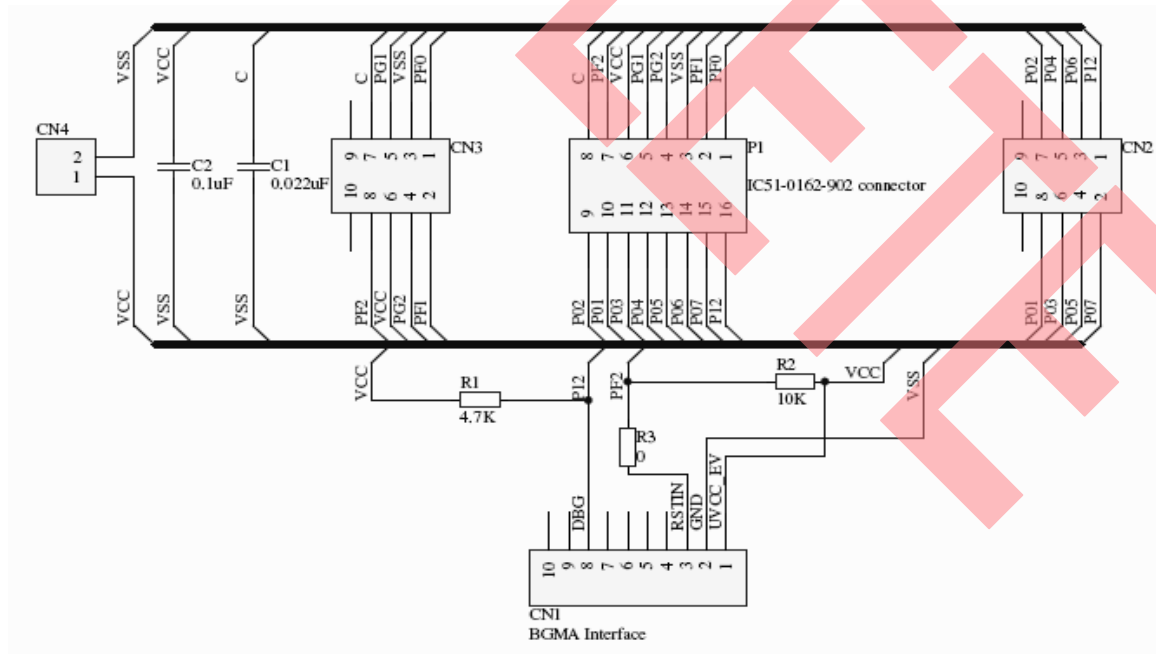 VSS
VCC
C
C
PG1
VSS
PF0
C
PF2
VCC
PG1
PG2
VSS
PF1
PF0
P02
P04
P06
P12
CN4
2
1
C2
0.1uF
C1
0.022uF
9 7 5 3 1
10 8 6 4 2
CN3
P1
8 7 6 5 4 3 2 1
9 10 11 12 13 14 15 16
IC51-0162-902 connector
9 7 5 3 1
10 8 6 4 2
CN2
VCC
VSS
VSS
PF2
VCC
PG2
PF1
P02
P01
P03
P04
P05
P06
P07
P12
P01
P03
P05
P07
VCC
R1
4.7K
P12
PF2
R2
10K
VCC
VSS
R3
0
DBG
RSTIN
GND
UVCC_EV
10 9 8 7 6 5 4 3 2 1
CN1
BGMA Interface